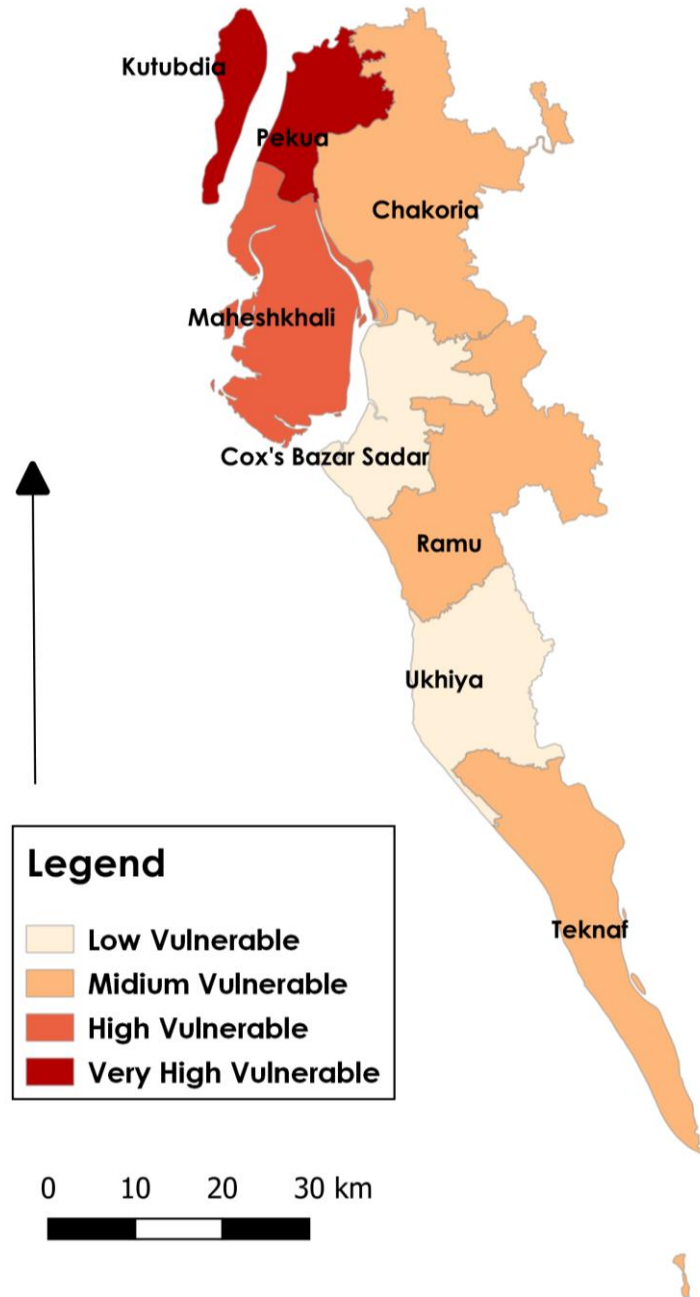 Kutubdia
Pekua
Chakoria
Maheshkhali
Cox's Bazar Sadar
Ramu
Ukhiya
Teknaf
Legend
Low Vulnerable
Midium Vulnerable
High Vulnerable
Very High Vulnerable
0 10 20 30 km